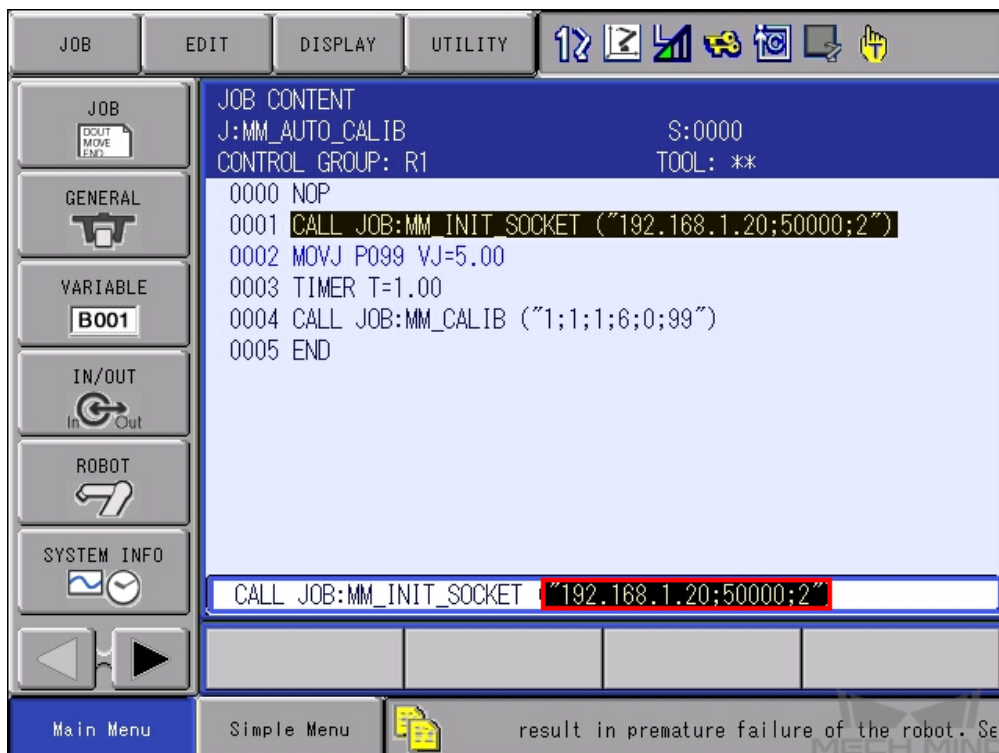 JOB EDIT DISPLAY UTILITY
JOB
DOUT
MOVE
END
GENERAL
VARIABLE
B001
IN/OUT
In Out
ROBOT
SYSTEM INFO
JOB CONTENT
J:MM_AUTO_CALIB S:0000
CONTROL GROUP: R1 TOOL: **
0000 NOP
0001 CALL JOB:MM_INIT_SOCKET ("192.168.1.20;50000;2")
0002 MOVJ P099 VJ=5.00
0003 TIMER T=1.00
0004 CALL JOB:MM_CALIB ("1;1;1;6;0;99")
0005 END
CALL JOB:MM_INIT_SOCKET "192.168.1.20;50000;2"
Main Menu Simple Menu result in premature failure of the robot. Se